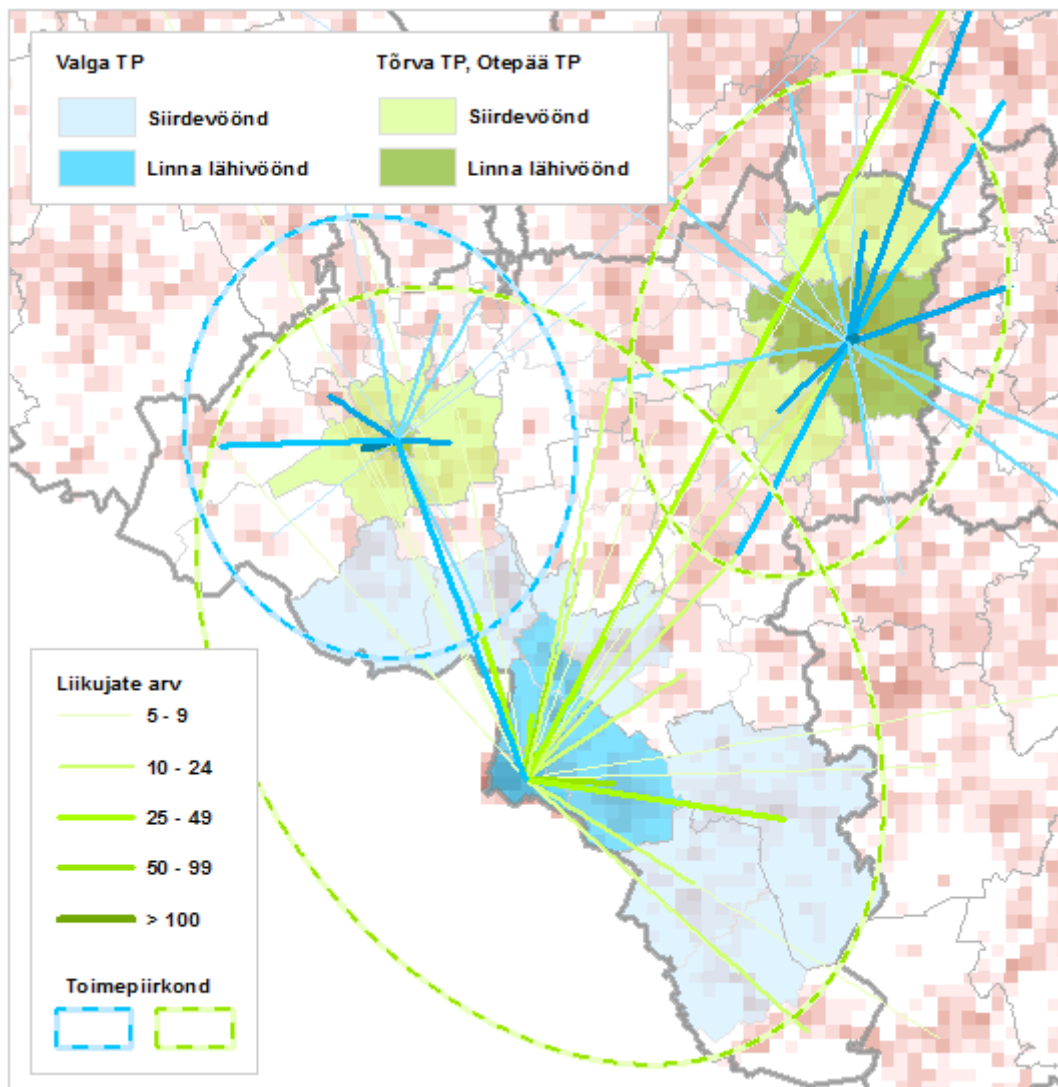 Valga TP
Tõrva TP, Otepää TP
Siirdevöönd
Siirdevöönd
Linna lähivöönd
Linna lähivöönd
Liikujate arv
5 - 9
10 - 24
25 - 49
50 - 99
> 100
Toimepiirkond